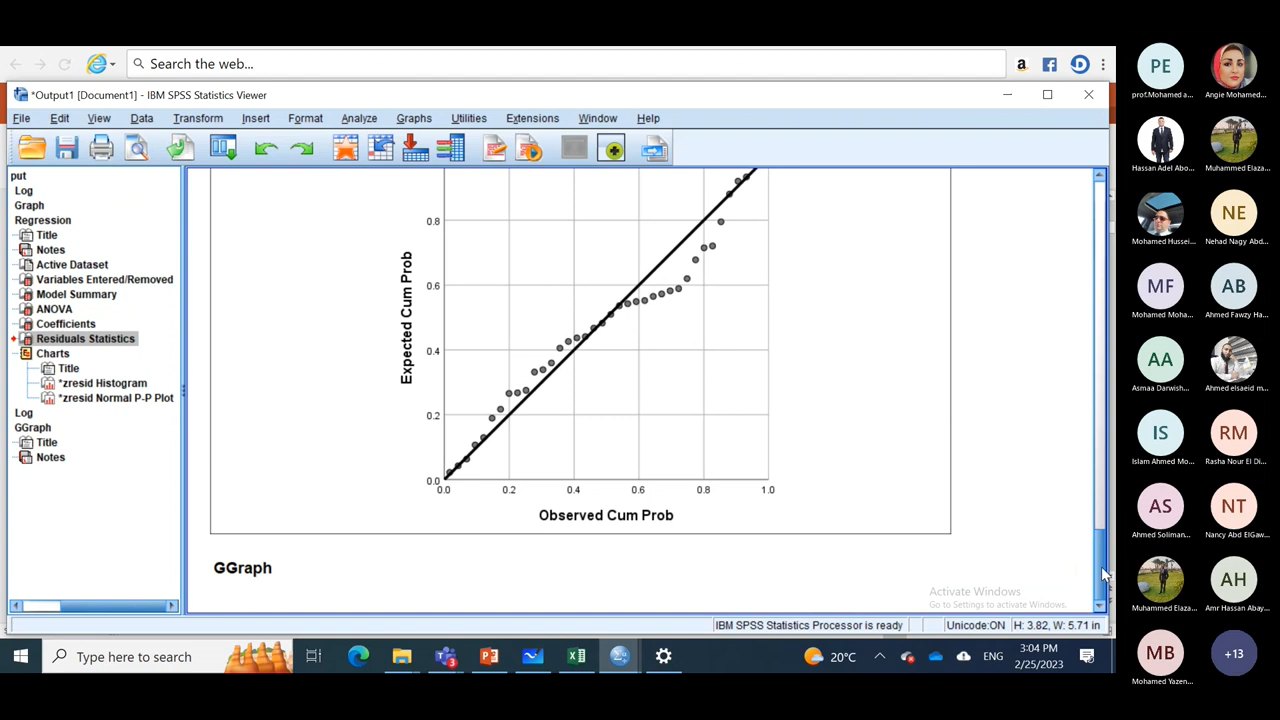 Search the web...
*Output1 [Document1] - IBM SPSS Statistics Viewer
File Edit View Data Transform Insert Format Analyze Graphs Utilities Extensions Window Help
put
Log
Graph
Regression
Title
Notes
Active Dataset
Variables Entered/Removed
Model Summary
ANOVA
Coefficients
Residuals Statistics
Charts
Title
*zresid Histogram
*zresid Normal P-P Plot
Log
GGraph
Title
Notes
Expected Cum Prob
0.8
0.6
0.4
0.2
0.0
0.0 0.2 0.4 0.6 0.8 1.0
Observed Cum Prob
GGraph
Activate Windows
Go to Settings to activate Windows.
IBM SPSS Statistics Processor is ready Unicode:ON H: 3.82, W: 5.71 in
Type here to search
3
20°C
ENG
3:04 PM
2/25/2023
PE
prof.Mohamed a... Angie Mohamed...
Hassan Adel Abo... Muhammed Elaza...
NE
Mohamed Hussei... Nehad Nagy Abd...
MF AB
Mohamed Moha... Ahmed Fawzy Ha...
AA
Asmaa Darwish... Ahmed elsaeid m...
IS RM
Islam Ahmed Mo... Rasha Nour El Di...
AS NT
Ahmed Soliman... Nancy Abd ElGaw...
AH
Muhammed Elaza... Amr Hassan Abay...
MB +13
Mohamed Yazen...